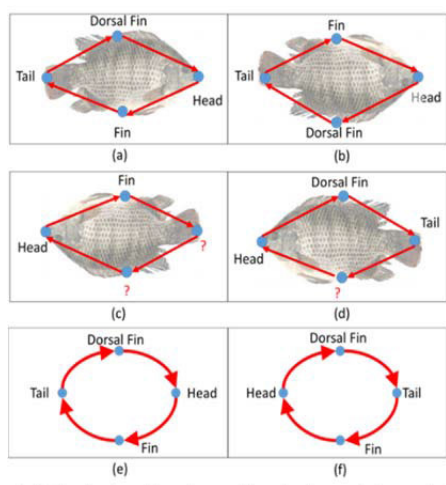 Dorsal Fin
Tail
Head
Fin
(a)
Fin
Tail
Head
Dorsal Fin
(b)
Fin
Head
?
?
(c)
Dorsal Fin
Tail
Head
?
(d)
Dorsal Fin
Tail
Head
Fin
(e)
Dorsal Fin
Head
Tail
Fin
(f)